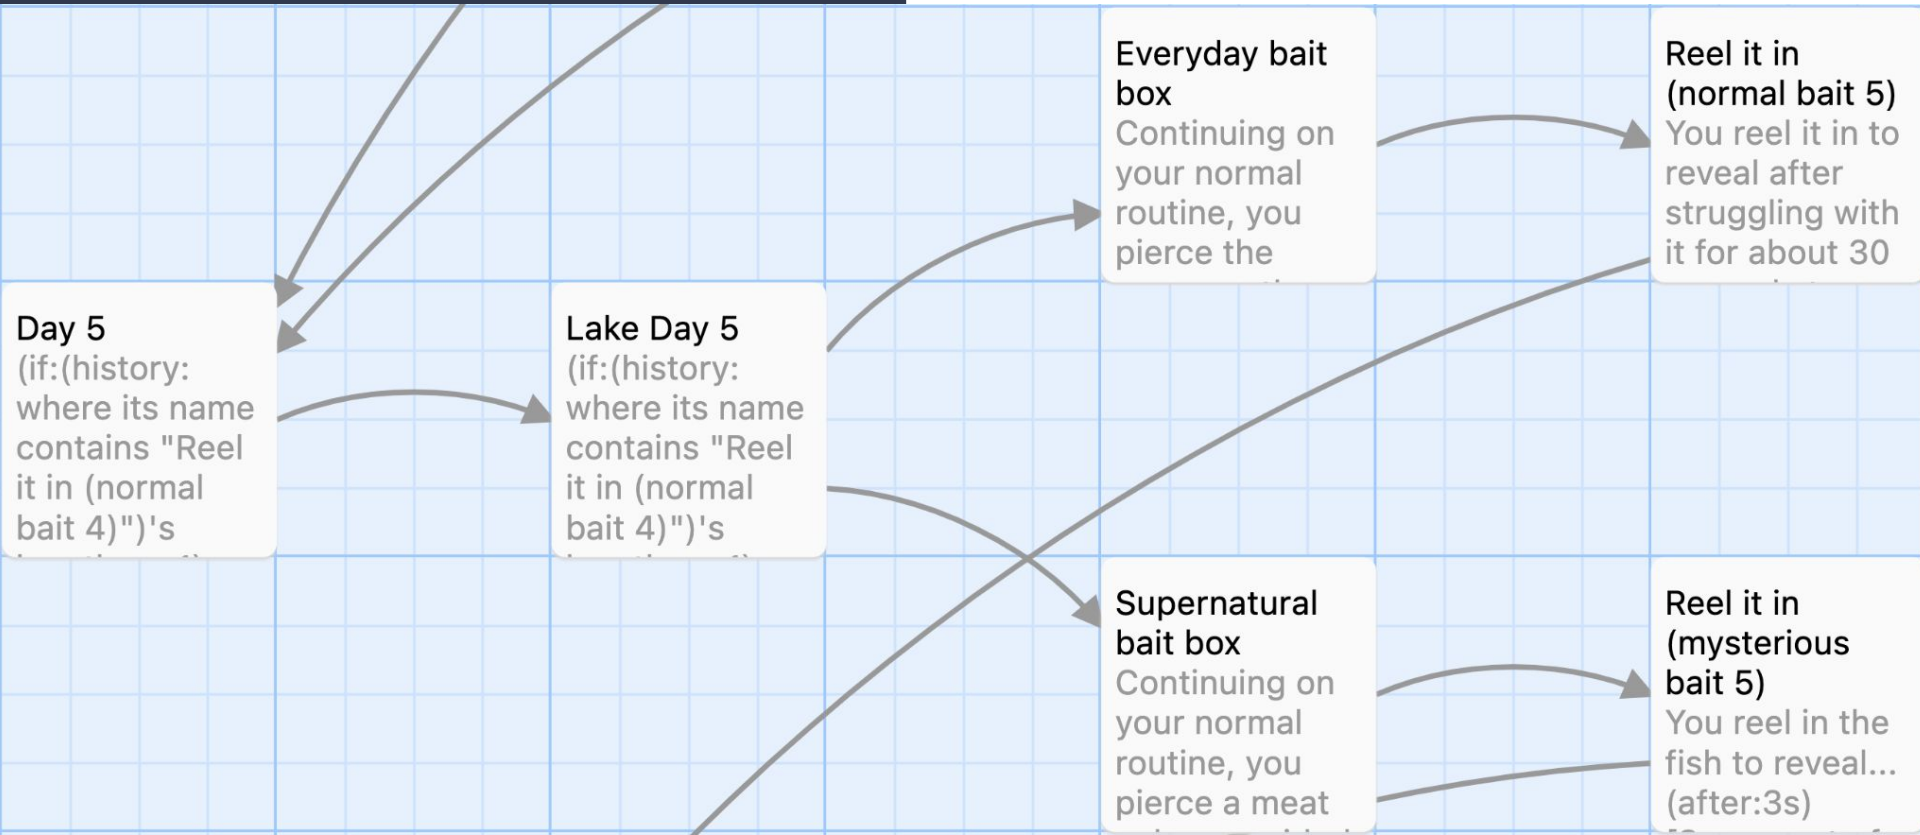 Everyday bait
box
Continuing on
your normal
routine, you
pierce the
Reel it in
(normal bait 5)
You reel it in to
reveal after
struggling with
it for about 30
Day 5
(if:(history:
where its name
contains "Reel
it in (normal
bait 4)")'s
Lake Day 5
(if:(history:
where its name
contains "Reel
it in (normal
bait 4)")'s
Supernatural
bait box
Continuing on
your normal
routine, you
pierce a meat
Reel it in
(mysterious
bait 5)
You reel in the
fish to reveal...
(after:3s)